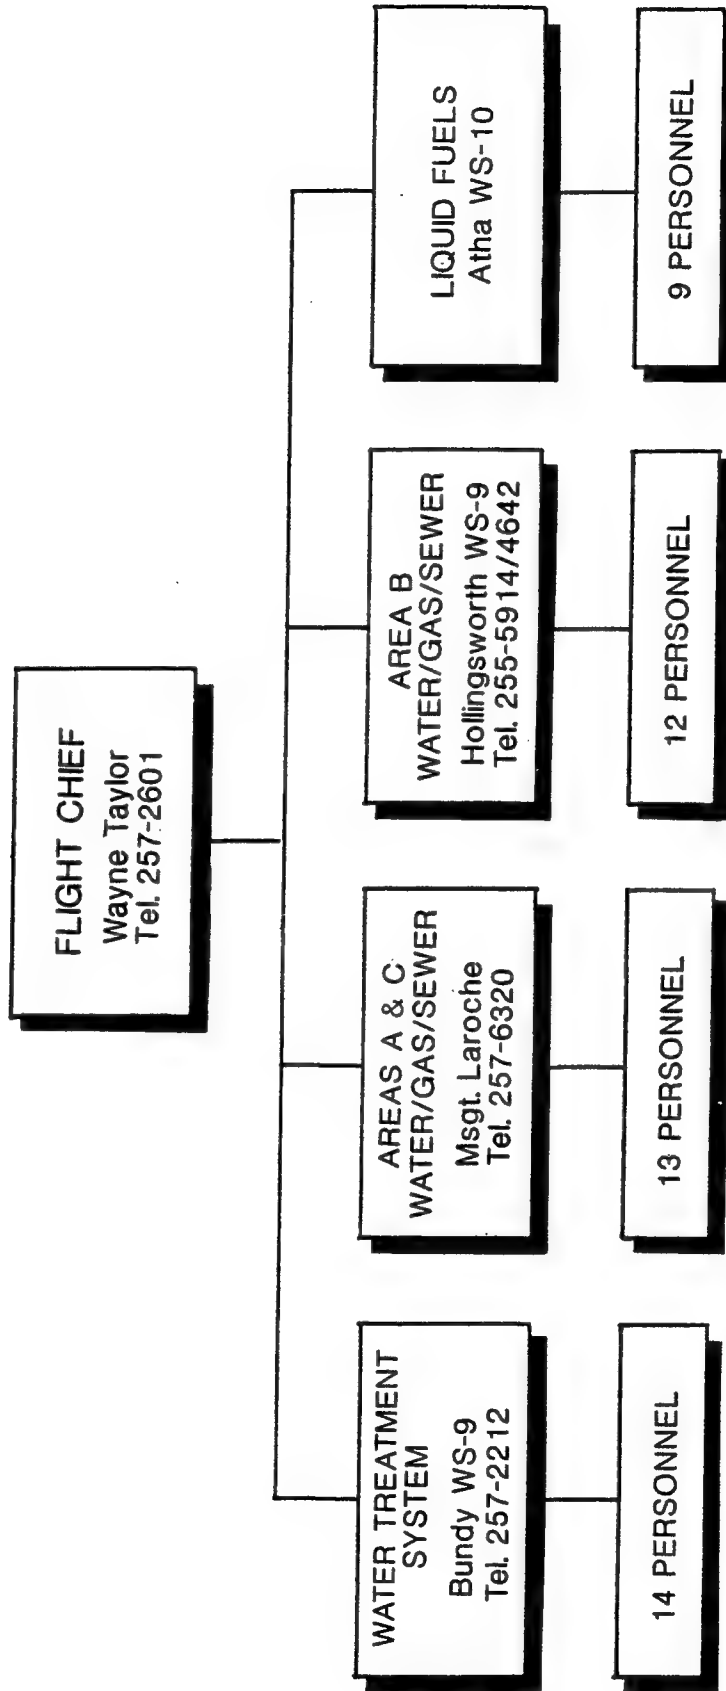 FLIGHT CHIEF
Wayne Taylor
Tel. 257-2601
WATER TREATMENT
SYSTEM
Bundy WS-9
Tel. 257-2212
14 PERSONNEL
AREAS A & C
WATER/GAS/SEWER
Msgt. Laroche
Tel. 257-6320
13 PERSONNEL
AREA B
WATER/GAS/SEWER
Hollingsworth WS-9
Tel. 255-5914/4642
12 PERSONNEL
LIQUID FUELS
Atha WS-10
9 PERSONNEL